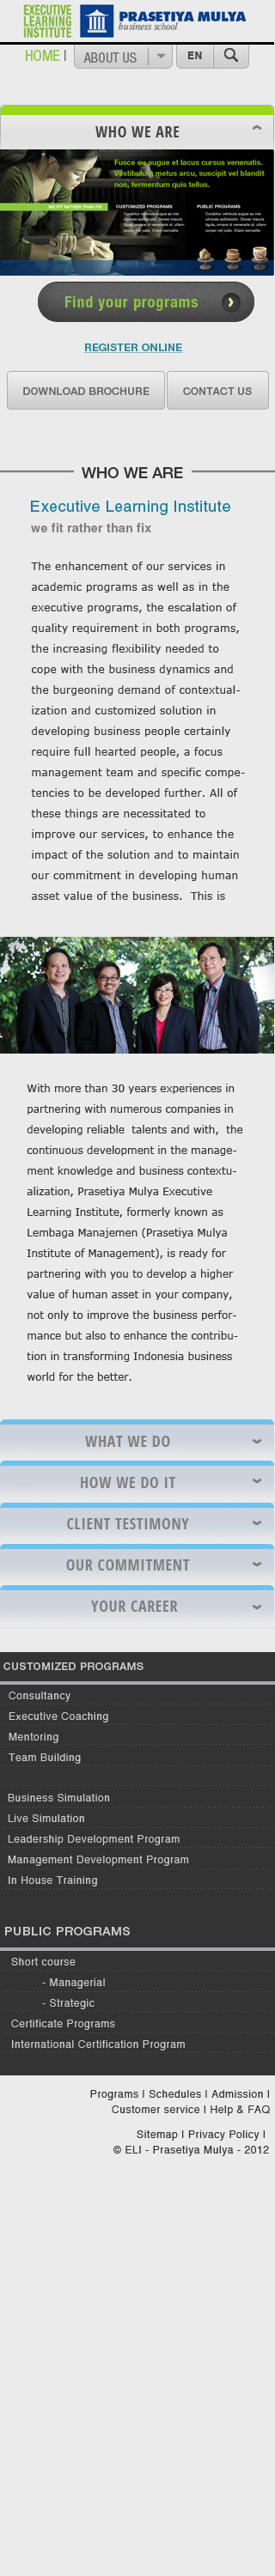 EXECUTIVE
LEARNING
INSTITUTE
PRASETIYA MULYA
business school
HOME I
ABOUT US
EN
WHO WE ARE
Fusce eu augue et lacus cursus venenatis.
Vestibulum metus arcu, suscipit vel blandit
non, fermentum quis tellus.
WE FIT RATHER THAN FIX
CUSTOMIZED PROGRAMS
PUBLIC PROGRAMS
Find your programs
REGISTER ONLINE
DOWNLOAD BROCHURE
CONTACT US
WHO WE ARE
Executive Learning Institute
we fit rather than fix
The enhancement of our services in
academic programs as well as in the
executive programs, the escalation of
quality requirement in both programs,
the increasing flexibility needed to
cope with the business dynamics and
the burgeoning demand of contextual-
ization and customized solution in
developing business people certainly
require full hearted people, a focus
management team and specific compe-
tencies to be developed further. All of
these things are necessitated to
improve our services, to enhance the
impact of the solution and to maintain
our commitment in developing human
asset value of the business.  This is
With more than 30 years experiences in
partnering with numerous companies in
developing reliable  talents and with,  the
continuous development in the manage-
ment knowledge and business contextu-
alization, Prasetiya Mulya Executive
Learning Institute, formerly known as
Lembaga Manajemen (Prasetiya Mulya
Institute of Management), is ready for
partnering with you to develop a higher
value of human asset in your company,
not only to improve the business perfor-
mance but also to enhance the contribu-
tion in transforming Indonesia business
world for the better.
WHAT WE DO
HOW WE DO IT
CLIENT TESTIMONY
OUR COMMITMENT
YOUR CAREER
CUSTOMIZED PROGRAMS
Consultancy
Executive Coaching
Mentoring
Team Building
Business Simulation
Live Simulation
Leadership Development Program
Management Development Program
In House Training
PUBLIC PROGRAMS
Short course
- Managerial
- Strategic
Certificate Programs
International Certification Program
Programs I Schedules I Admission I
Customer service I Help & FAQ
Sitemap I Privacy Policy I
© ELI - Prasetiya Mulya - 2012